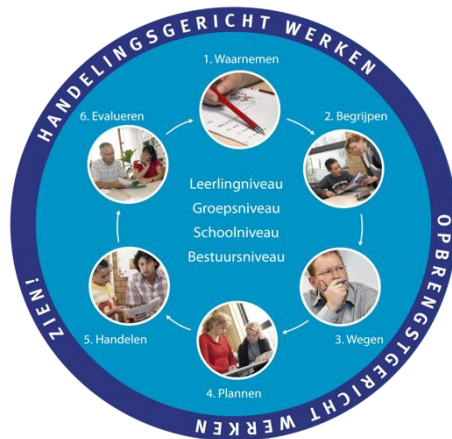 HANDELINGSGERICHT WERKEN
OPBRENGSTGERICHT WERKEN
ZIEN!
1. Waarnemen
2. Begrijpen
3. Wegen
4. Plannen
5. Handelen
6. Evalueren
Leerlingniveau
Groepsniveau
Schoolniveau
Bestuursniveau